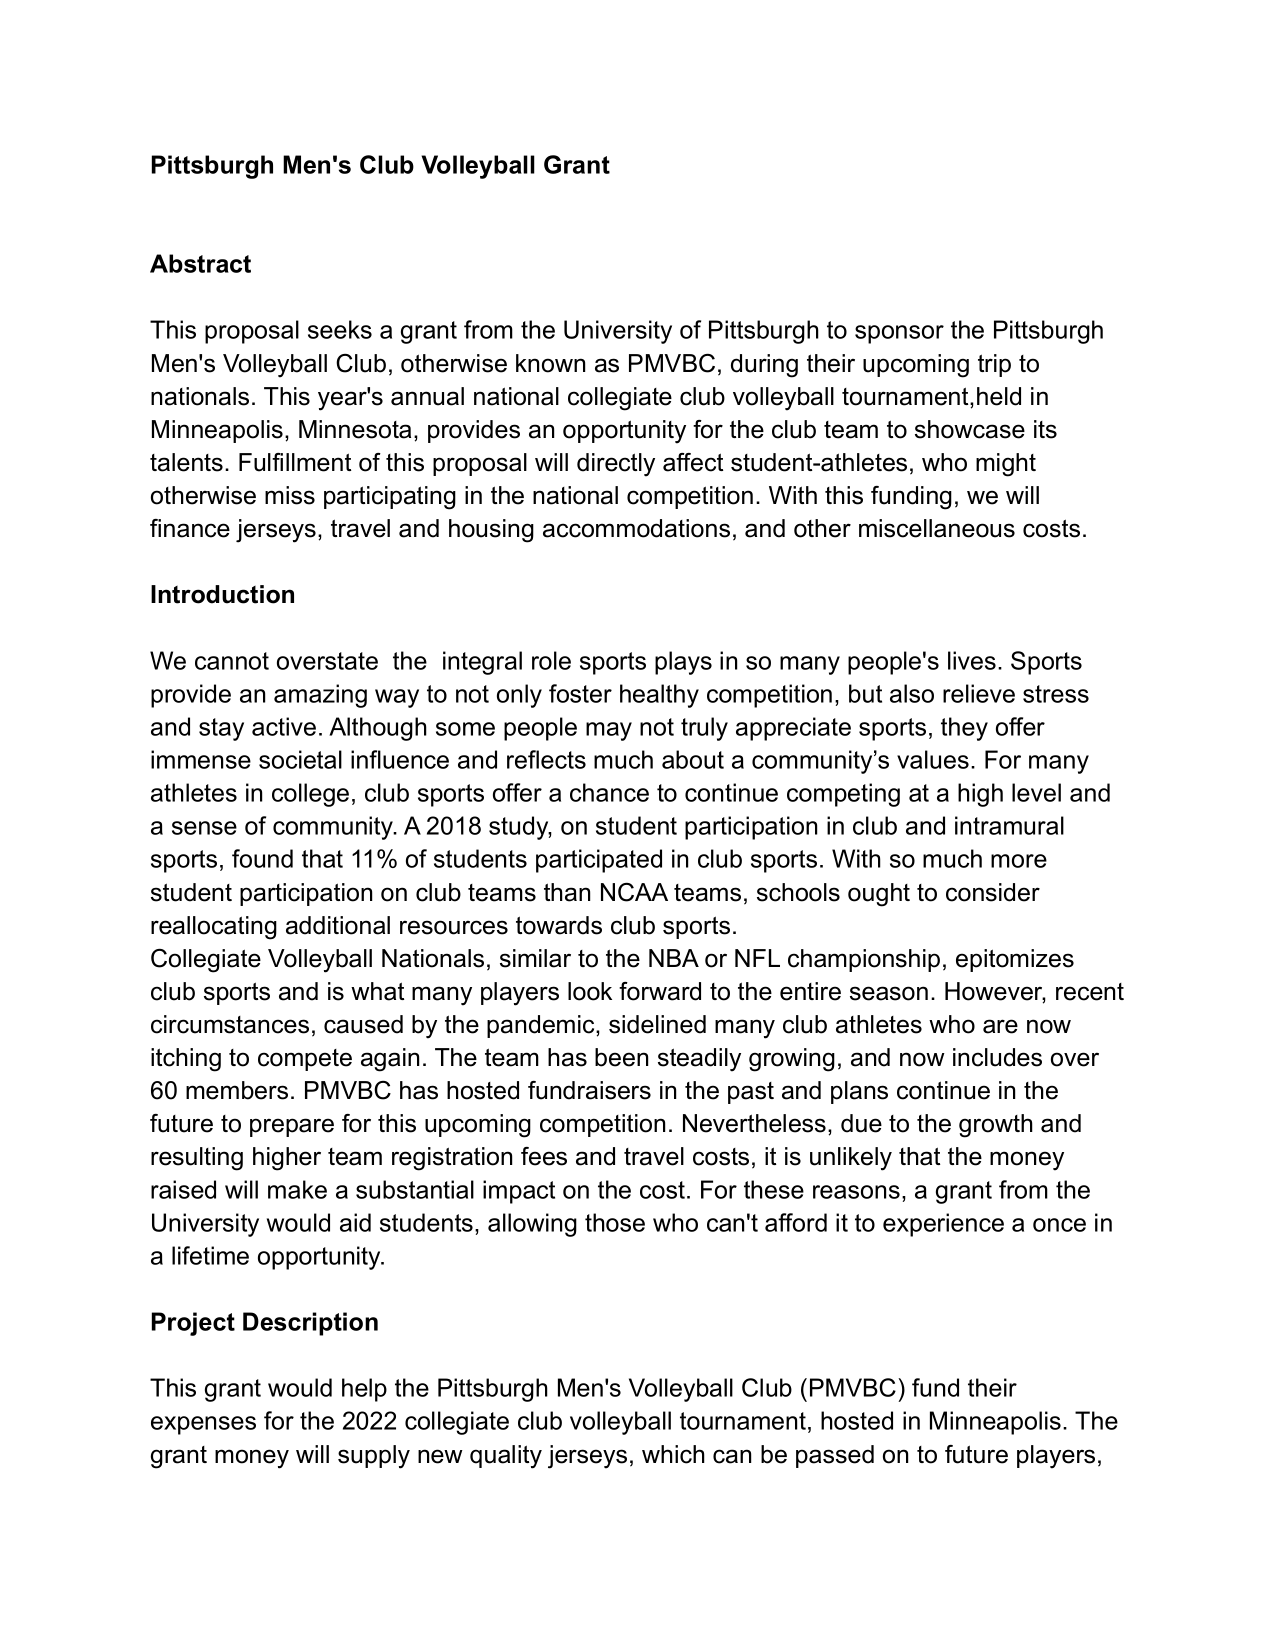 Pittsburgh Men's Club Volleyball Grant
Abstract
This proposal seeks a grant from the University of Pittsburgh to sponsor the Pittsburgh
Men's Volleyball Club, otherwise known as PMVBC, during their upcoming trip to
nationals. This year's annual national collegiate club volleyball tournament,held in
Minneapolis, Minnesota, provides an opportunity for the club team to showcase its
talents. Fulfillment of this proposal will directly affect student-athletes, who might
otherwise miss participating in the national competition. With this funding, we will
finance jerseys, travel and housing accommodations, and other miscellaneous costs.
Introduction
We cannot overstate  the  integral role sports plays in so many people's lives. Sports
provide an amazing way to not only foster healthy competition, but also relieve stress
and stay active. Although some people may not truly appreciate sports, they offer
immense societal influence and reflects much about a community’s values. For many
athletes in college, club sports offer a chance to continue competing at a high level and
a sense of community. A 2018 study, on student participation in club and intramural
sports, found that 11% of students participated in club sports. With so much more
student participation on club teams than NCAA teams, schools ought to consider
reallocating additional resources towards club sports.
Collegiate Volleyball Nationals, similar to the NBA or NFL championship, epitomizes
club sports and is what many players look forward to the entire season. However, recent
circumstances, caused by the pandemic, sidelined many club athletes who are now
itching to compete again. The team has been steadily growing, and now includes over
60 members. PMVBC has hosted fundraisers in the past and plans continue in the
future to prepare for this upcoming competition. Nevertheless, due to the growth and
resulting higher team registration fees and travel costs, it is unlikely that the money
raised will make a substantial impact on the cost. For these reasons, a grant from the
University would aid students, allowing those who can't afford it to experience a once in
a lifetime opportunity.
Project Description
This grant would help the Pittsburgh Men's Volleyball Club (PMVBC) fund their
expenses for the 2022 collegiate club volleyball tournament, hosted in Minneapolis. The
grant money will supply new quality jerseys, which can be passed on to future players,